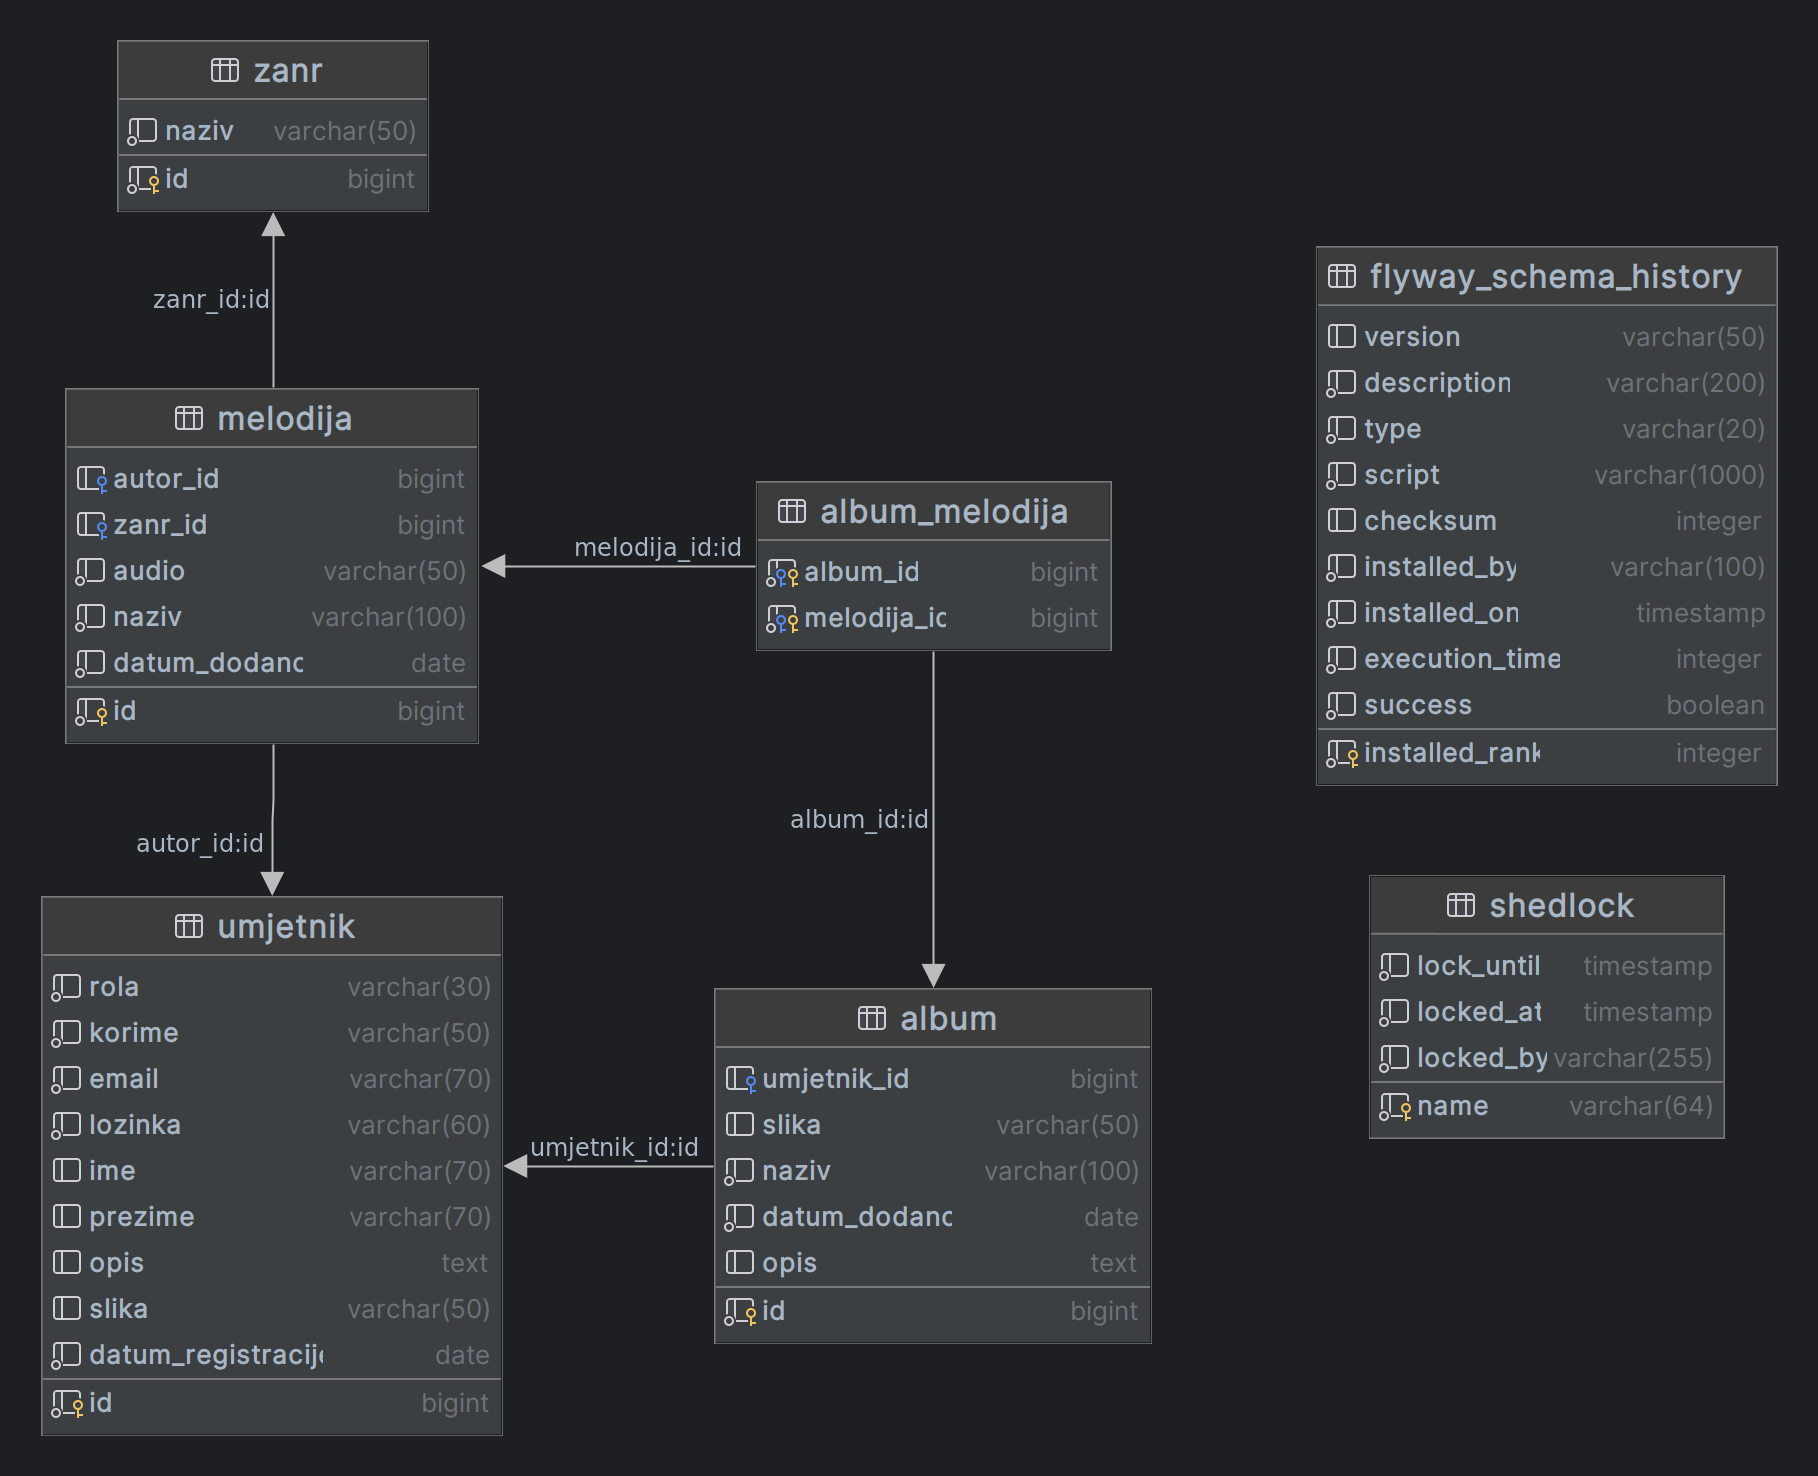 zanr
naziv varchar(50)
id bigint
zanr_id:id
melodija
autor_id bigint
zanr_id bigint
audio varchar(50)
naziv varchar(100)
datum_dodano date
id bigint
melodija_id:id
album_melodija
album_id bigint
melodija_id bigint
autor_id:id
album_id:id
umjetnik
rola varchar(30)
korime varchar(50)
email varchar(70)
lozinka varchar(60)
ime varchar(70)
prezime varchar(70)
opis text
slika varchar(50)
datum_registracije date
id bigint
umjetnik_id:id
album
umjetnik_id bigint
slika varchar(50)
naziv varchar(100)
datum_dodano date
opis text
id bigint
flyway_schema_history
version varchar(50)
description varchar(200)
type varchar(20)
script varchar(1000)
checksum integer
installed_by varchar(100)
installed_on timestamp
execution_time integer
success boolean
installed_rank integer
shedlock
lock_until timestamp
locked_at timestamp
locked_by varchar(255)
name varchar(64)